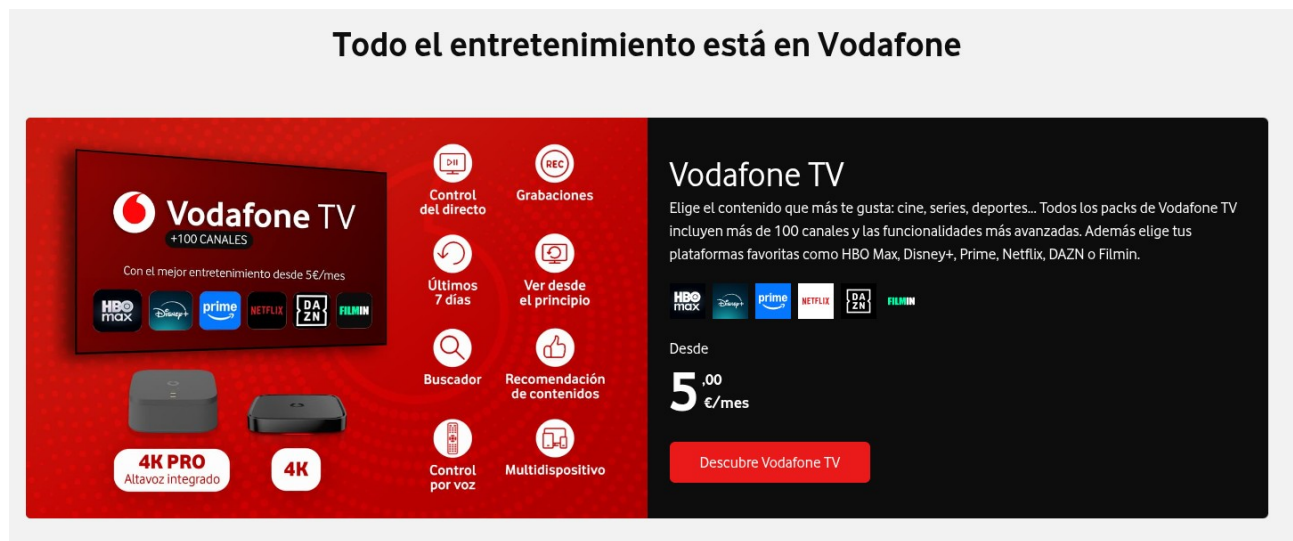 Todo el entretenimiento está en Vodafone
Vodafone TV
+100 CANALES
Con el mejor entretenimiento desde 5€/mes
HBO max
Disney+
prime
NETFLIX
DAZN
FILMIN
4K PRO
Altavoz integrado
4K
Control
del directo
REC
Grabaciones
Últimos
7 días
Ver desde
el principio
Buscador
Recomendación
de contenidos
Control
por voz
Multidispositivo
Vodafone TV
Elige el contenido que más te gusta: cine, series, deportes... Todos los packs de Vodafone TV
incluyen más de 100 canales y las funcionalidades más avanzadas. Además elige tus
plataformas favoritas como HBO Max, Disney+, Prime, Netflix, DAZN o Filmin.
HBO max
Disney+
prime
NETFLIX
DAZN
FILMIN
Desde
5,00
€/mes
Descubre Vodafone TV